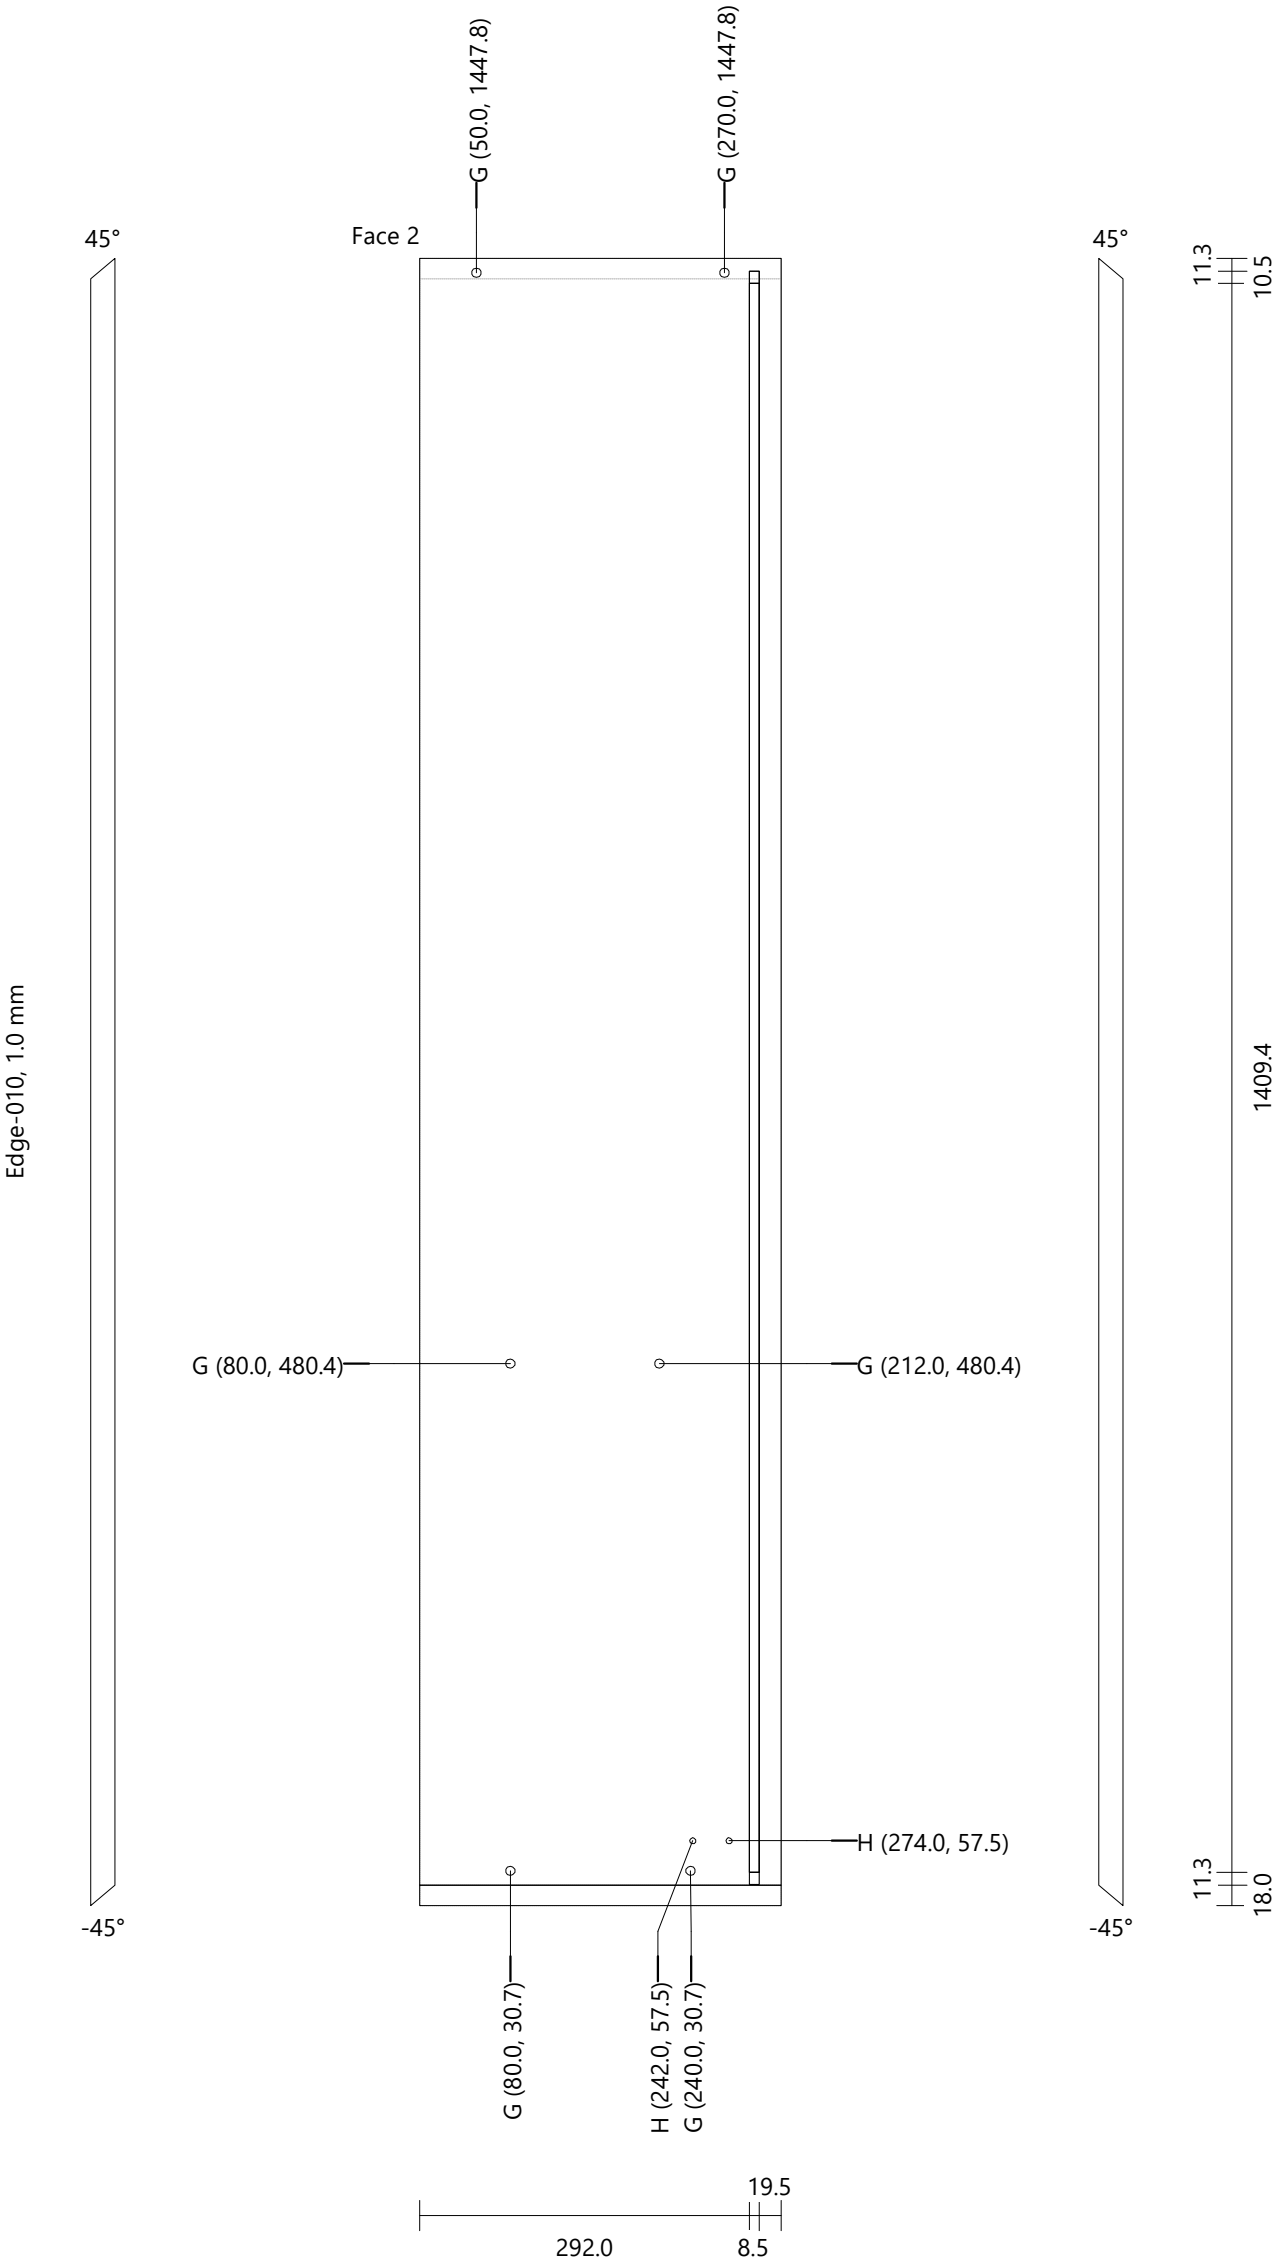 G (50.0, 1447.8)
G (270.0, 1447.8)
45°
Face 2
45°
11.3
10.5
Edge-010, 1.0 mm
1409.4
G (80.0, 480.4)
G (212.0, 480.4)
H (274.0, 57.5)
11.3
18.0
-45°
-45°
G (80.0, 30.7)
H (242.0, 57.5)
G (240.0, 30.7)
19.5
292.0
8.5